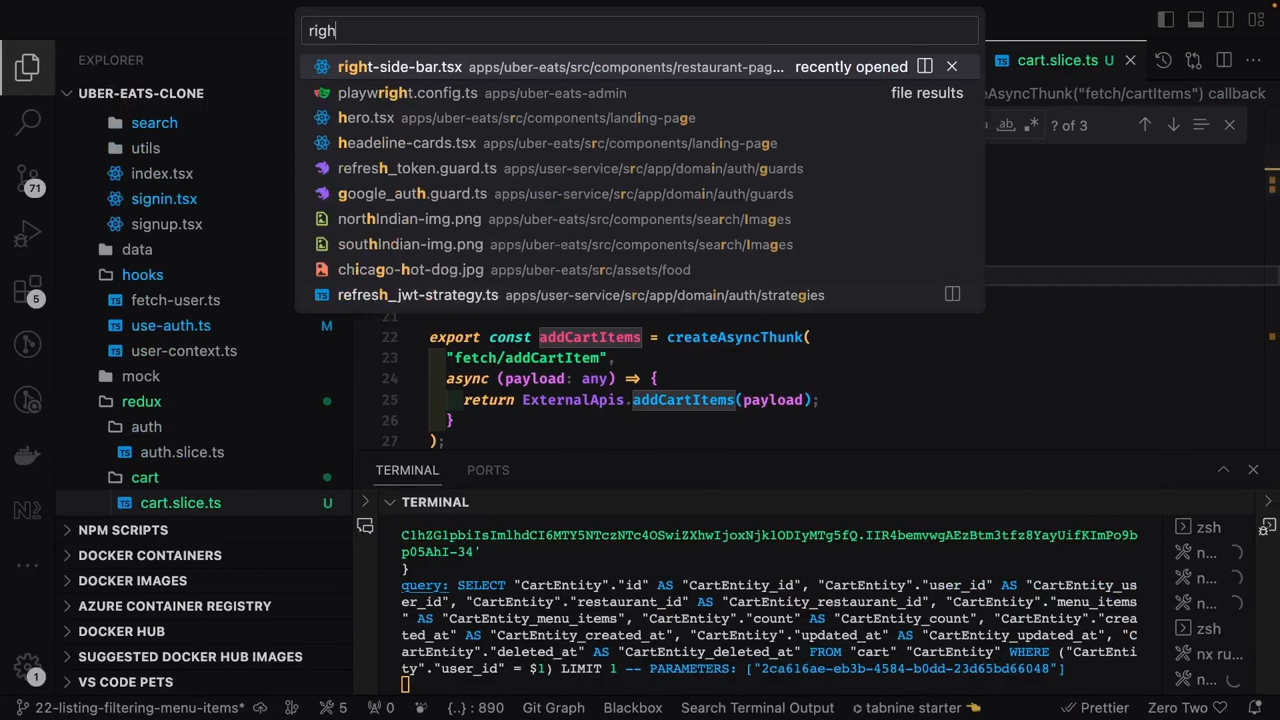 righ
right-side-bar.tsx apps/uber-eats/src/components/restaurant-pag... recently opened
playwright.config.ts apps/uber-eats-admin file results
hero.tsx apps/uber-eats/src/components/landing-page
headeline-cards.tsx apps/uber-eats/src/components/landing-page
refresh_token.guard.ts apps/user-service/src/app/domain/auth/guards
google_auth.guard.ts apps/user-service/src/app/domain/auth/guards
northIndian-img.png apps/uber-eats/src/components/search/Images
southIndian-img.png apps/uber-eats/src/components/search/Images
chicago-hot-dog.jpg apps/uber-eats/src/assets/food
refresh_jwt-strategy.ts apps/user-service/src/app/domain/auth/strategies
cart.slice.ts U
AsyncThunk("fetch/cartItems") callback
? of 3
EXPLORER
UBER-EATS-CLONE
search
utils
index.tsx
signin.tsx
signup.tsx
data
hooks
fetch-user.ts
use-auth.ts M
user-context.ts
mock
redux
auth
auth.slice.ts
cart
cart.slice.ts U
NPM SCRIPTS
DOCKER CONTAINERS
DOCKER IMAGES
AZURE CONTAINER REGISTRY
DOCKER HUB
SUGGESTED DOCKER HUB IMAGES
VS CODE PETS
71
5
1
21
22 export const addCartItems = createAsyncThunk(
23 "fetch/addCartItem",
24 async (payload: any) => {
25 return ExternalApis.addCartItems(payload);
26 }
27 );
TERMINAL PORTS
TERMINAL
ClhZG1pbiIsImlhdCI6MTY5NTczNTc4OSwiZXhwIjoxNjk1ODIyMTg5fQ.IIR4bemvwgAEzBtm3tfz8YayUifKImPo9b
bp05AhI-34'
}
query: SELECT "CartEntity"."id" AS "CartEntity_id", "CartEntity"."user_id" AS "CartEntity_us
er_id", "CartEntity"."restaurant_id" AS "CartEntity_restaurant_id", "CartEntity"."menu_items
" AS "CartEntity_menu_items", "CartEntity"."count" AS "CartEntity_count", "CartEntity"."crea
ted_at" AS "CartEntity_created_at", "CartEntity"."updated_at" AS "CartEntity_updated_at", "C
artEntity"."deleted_at" AS "CartEntity_deleted_at" FROM "cart" "CartEntity" WHERE ("CartEnti
ty"."user_id" = $1) LIMIT 1 -- PARAMETERS: ["2ca616ae-eb3b-4584-b0dd-23d65bd66048"]
zsh
n...
n...
n...
zsh
nx ru...
n...
22-listing-filtering-menu-items* 5 0 {..} : 890 Git Graph Blackbox Search Terminal Output tabnine starter Prettier Zero Two